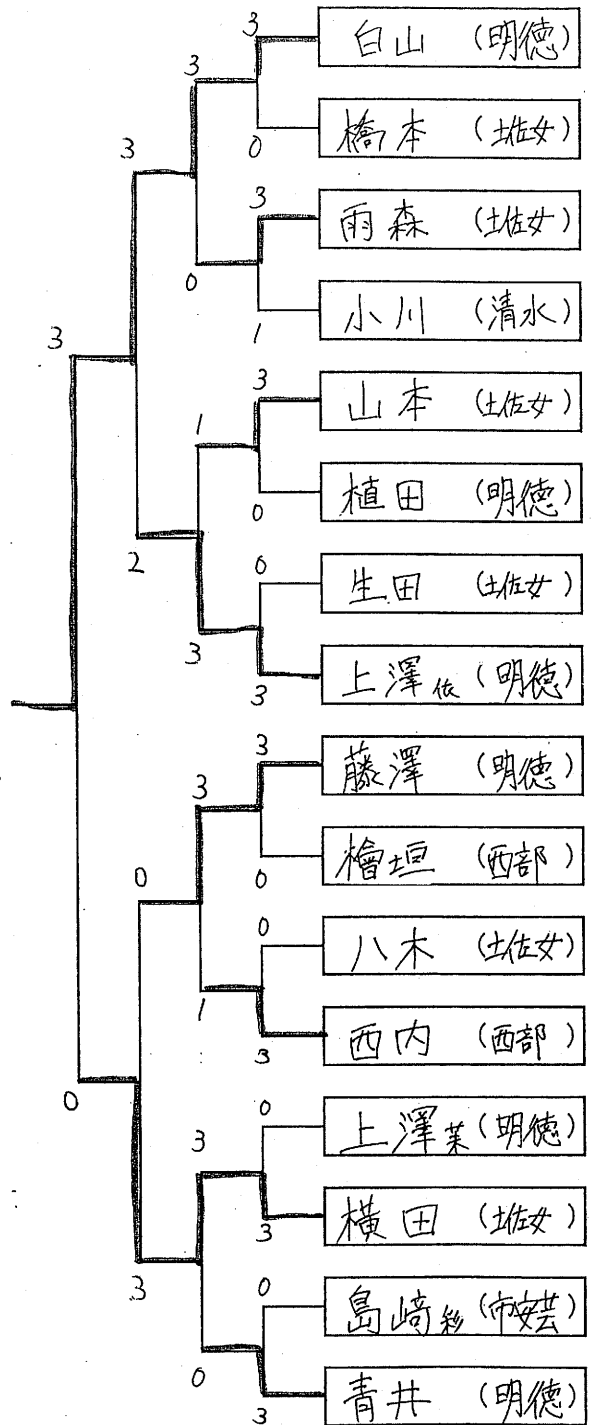 3
白山 (明徳)
3
橋本 (土佐女)
0
3
3
雨森 (土佐女)
0
小川 (清水)
1
3
3
山本 (土佐女)
1
植田 (明徳)
0
2
0
生田 (土佐女)
3
上澤依 (明徳)
3
3
藤澤 (明徳)
3
檜垣 (西部)
0
0
0
八木 (土佐女)
1
西内 (西部)
3
0
0
上澤茉 (明徳)
3
横田 (土佐女)
3
3
0
島﨑彩 (市安芸)
0
青井 (明徳)
3